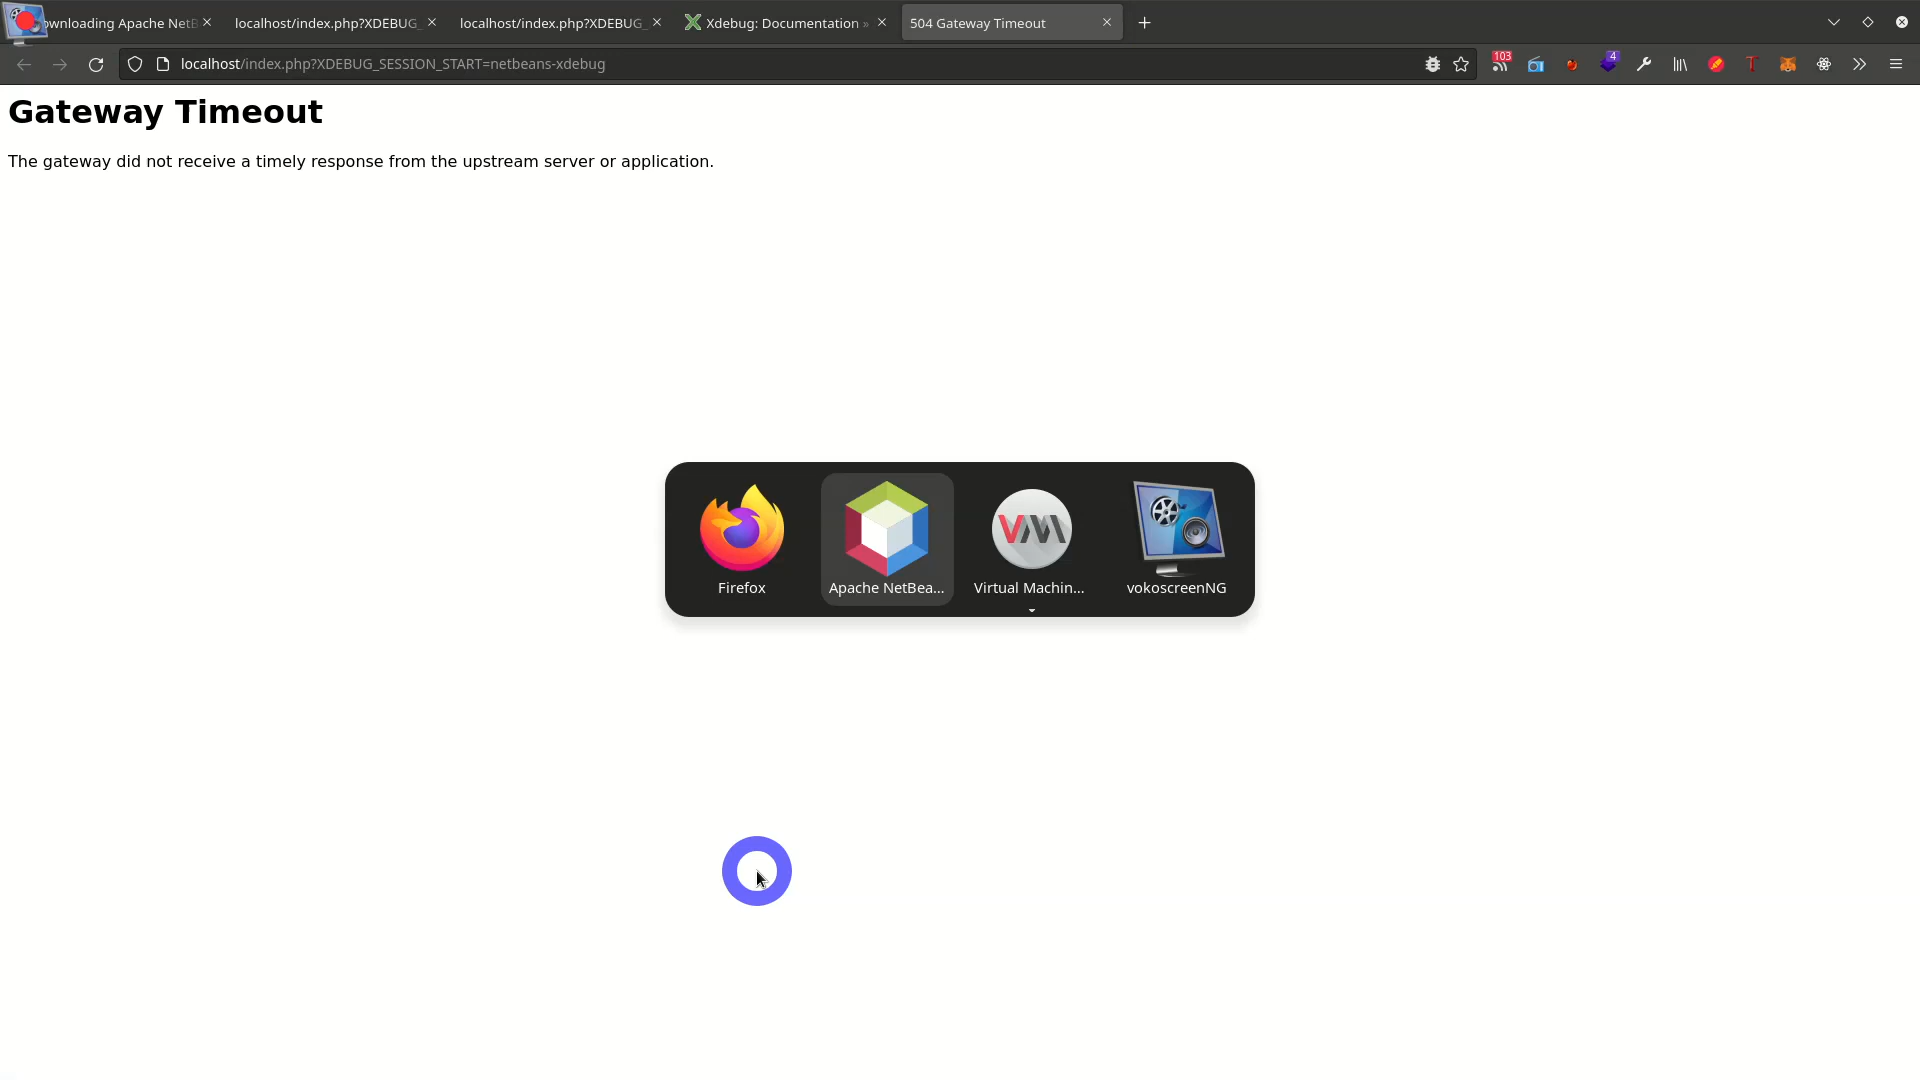 ownloading Apache NetB
localhost/index.php?XDEBUG_
localhost/index.php?XDEBUG_
Xdebug: Documentation »
504 Gateway Timeout
localhost/index.php?XDEBUG_SESSION_START=netbeans-xdebug
103
4
Gateway Timeout
The gateway did not receive a timely response from the upstream server or application.
Firefox
Apache NetBea...
Virtual Machin...
vokoscreenNG